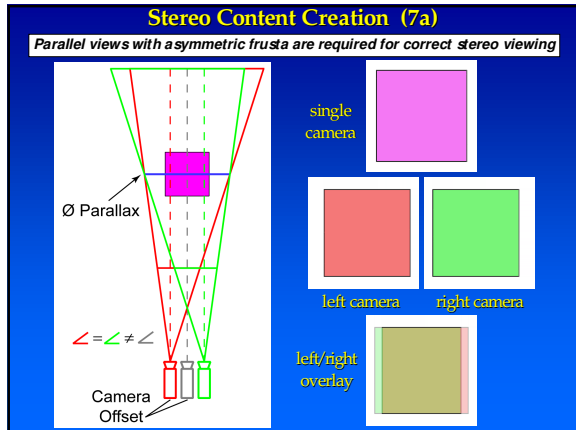 Stereo Content Creation (7a)
Parallel views with asymmetric frusta are required for correct stereo viewing
single
camera
Ø Parallax
left camera
right camera
∠ = ∠ ≠ ∠
left/right
overlay
Camera
Offset